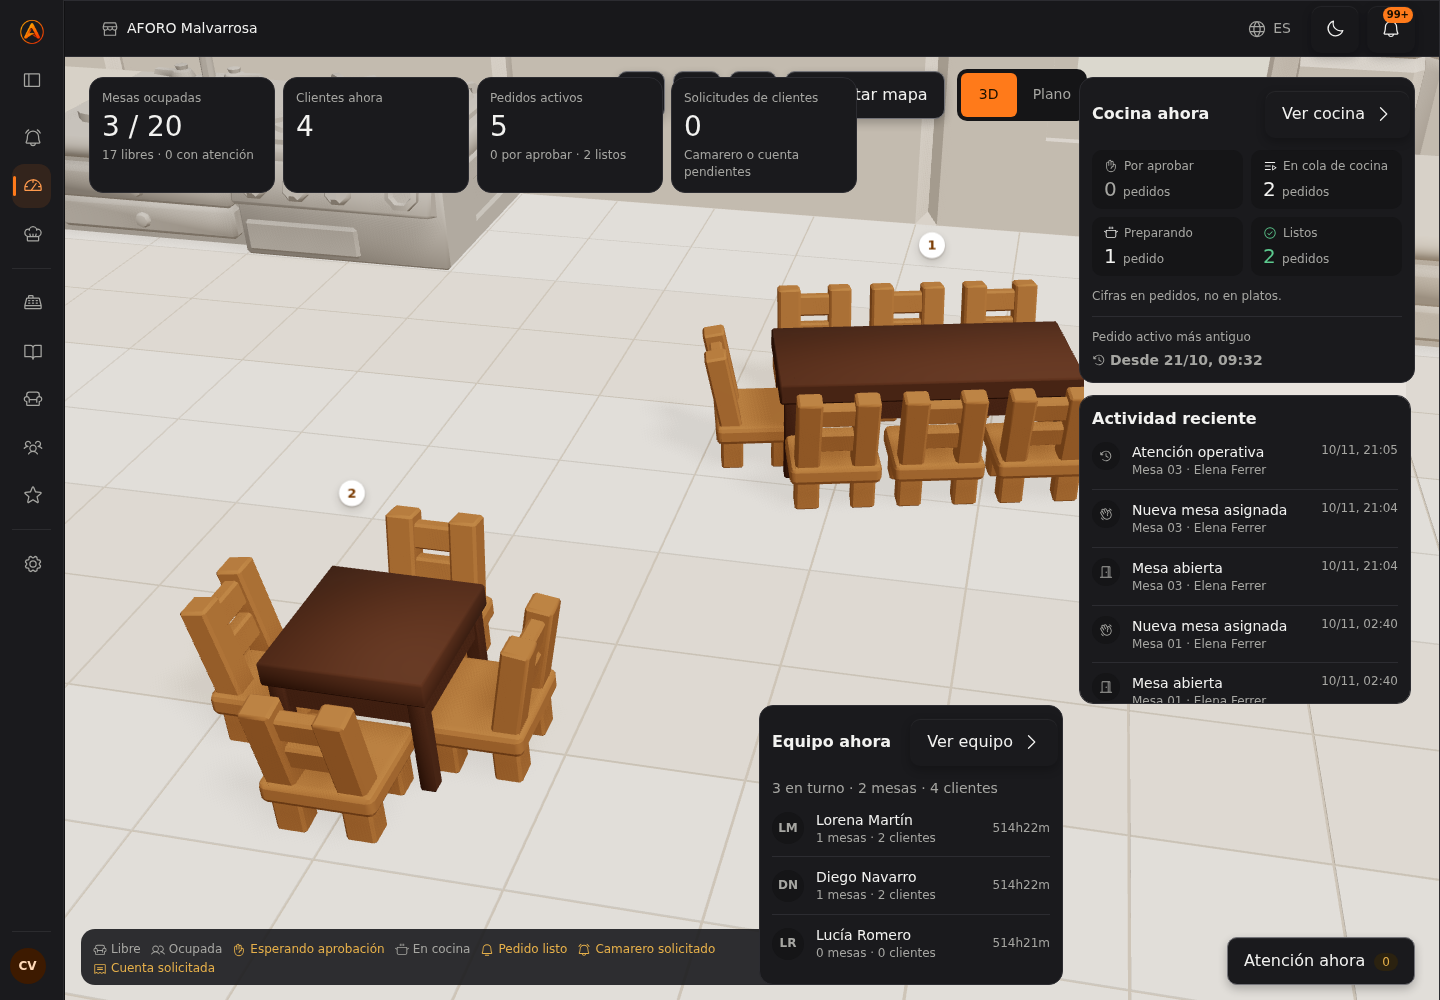 AFORO Malvarrosa
ES
99+
Mesas ocupadas
3 / 20
17 libres · 0 con atención
Clientes ahora
4
Pedidos activos
5
0 por aprobar · 2 listos
Solicitudes de clientes
0
Camarero o cuenta
pendientes
tar mapa
3D
Plano
Cocina ahora
Ver cocina
Por aprobar
0 pedidos
En cola de cocina
2 pedidos
Preparando
1 pedido
Listos
2 pedidos
Cifras en pedidos, no en platos.
Pedido activo más antiguo
Desde 21/10, 09:32
Actividad reciente
Atención operativa
10/11, 21:05
Mesa 03 · Elena Ferrer
Nueva mesa asignada
10/11, 21:04
Mesa 03 · Elena Ferrer
Mesa abierta
10/11, 21:04
Mesa 03 · Elena Ferrer
Nueva mesa asignada
10/11, 02:40
Mesa 01 · Elena Ferrer
Mesa abierta
10/11, 02:40
Mesa 01 · Elena Ferrer
1
2
Equipo ahora
Ver equipo
3 en turno · 2 mesas · 4 clientes
LM
Lorena Martín
1 mesas · 2 clientes
514h22m
DN
Diego Navarro
1 mesas · 2 clientes
514h22m
LR
Lucía Romero
0 mesas · 0 clientes
514h21m
Libre
Ocupada
Esperando aprobación
En cocina
Pedido listo
Camarero solicitado
Cuenta solicitada
Atención ahora 0
CV